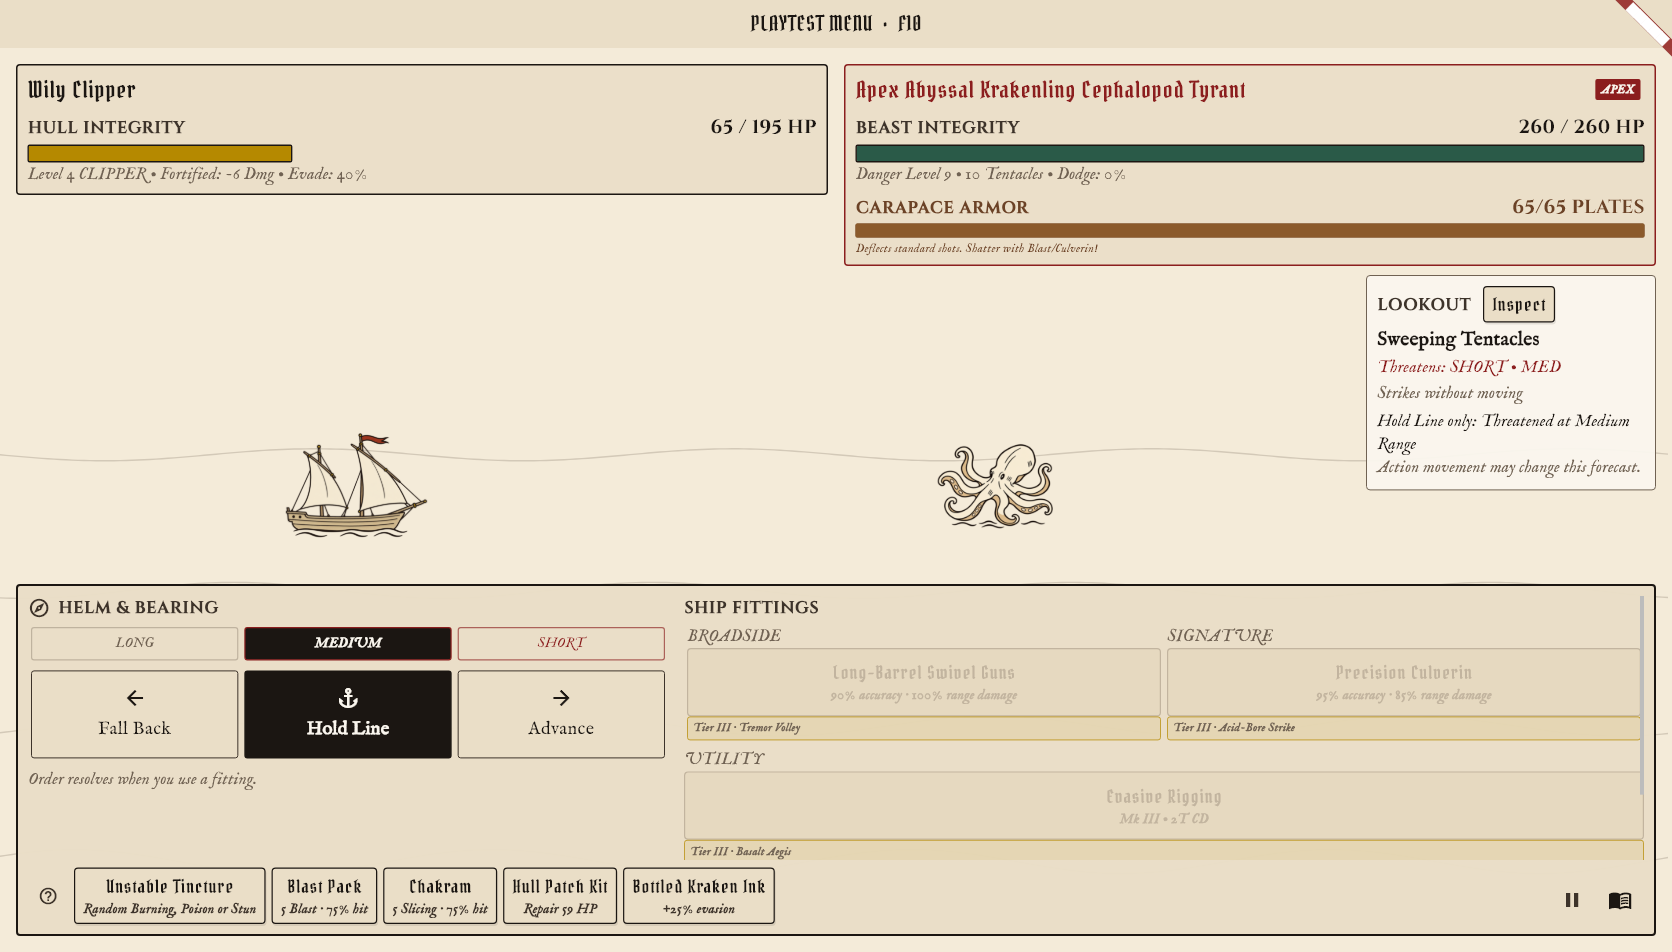 PLAYTEST MENU · F10
Wily Clipper
HULL INTEGRITY 65 / 195 HP
Level 4 CLIPPER • Fortified: -6 Dmg • Evade: 40%
Apex Abyssal Krakenling Cephalopod Tyrant APEX
BEAST INTEGRITY 260 / 260 HP
Danger Level 9 • 10 Tentacles • Dodge: 0%
CARAPACE ARMOR 65/65 PLATES
Deflects standard shots. Shatter with Blast/Culverin!
LOOKOUT Inspect
Sweeping Tentacles
Threatens: SHORT • MED
Strikes without moving
Hold Line only: Threatened at Medium
Range
Action movement may change this forecast.
HELM & BEARING
LONG MEDIUM SHORT
Fall Back Hold Line Advance
Order resolves when you use a fitting.
SHIP FITTINGS
BROADSIDE SIGNATURE
Long-Barrel Swivel Guns
90% accuracy · 100% range damage
Tier III · Tremor Volley
Precision Culverin
95% accuracy · 85% range damage
Tier III · Acid-Bore Strike
UTILITY
Evasive Rigging
Mk III • 2T CD
Tier III · Basalt Aegis
Unstable Tincture
Random Burning, Poison or Stun
Blast Pack
5 Blast · 75% hit
Chakram
5 Slicing · 75% hit
Hull Patch Kit
Repair 59 HP
Bottled Kraken Ink
+25% evasion